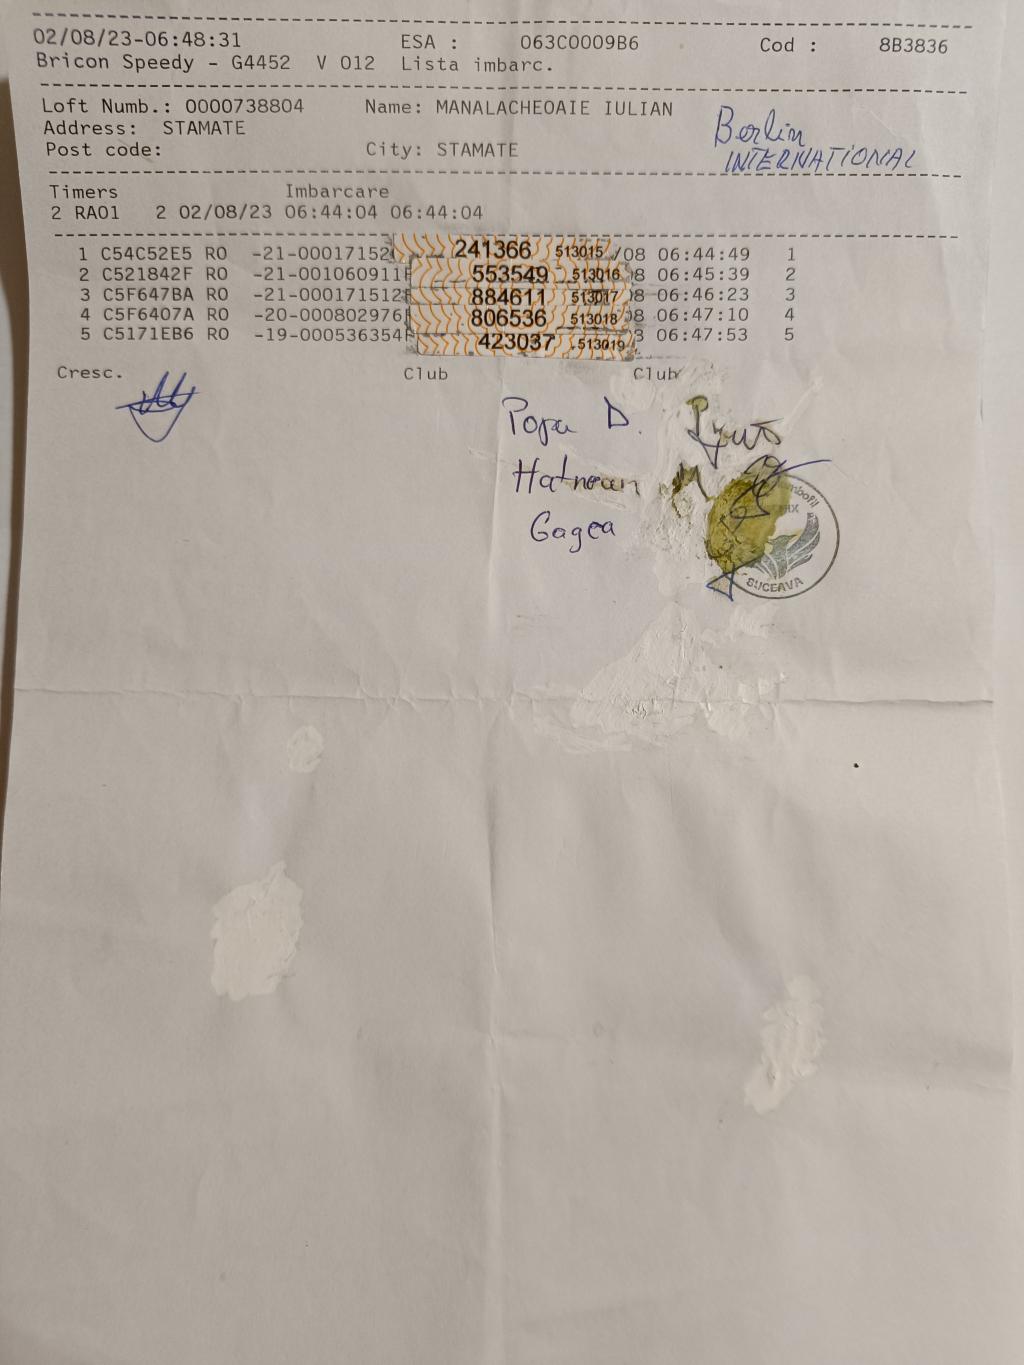 02/08/23-06:48:31 ESA : 063C0009B6 Cod : 8B3836
Bricon Speedy - G4452 V 012 Lista imbarc.
Loft Numb.: 0000738804 Name: MANALACHEOAIE IULIAN
Address: STAMATE
Post code: City: STAMATE
Berlin
INTERNATIONAL
Timers Imbarcare
2 RA01 2 02/08/23 06:44:04 06:44:04
1 C54C52E5 RO -21-000171520 241366 513015 /08 06:44:49 1
2 C521842F RO -21-001060911F 553549 513016 8 06:45:39 2
3 C5F647BA RO -21-000171512 884611 513017 8 06:46:23 3
4 C5F6407A RO -20-000802976 806536 513018 08 06:47:10 4
5 C5171EB6 RO -19-000536354 423037 513019 3 06:47:53 5
Cresc. Club Club
Popa D.
Hatnean
Gagea
SUCEAVA